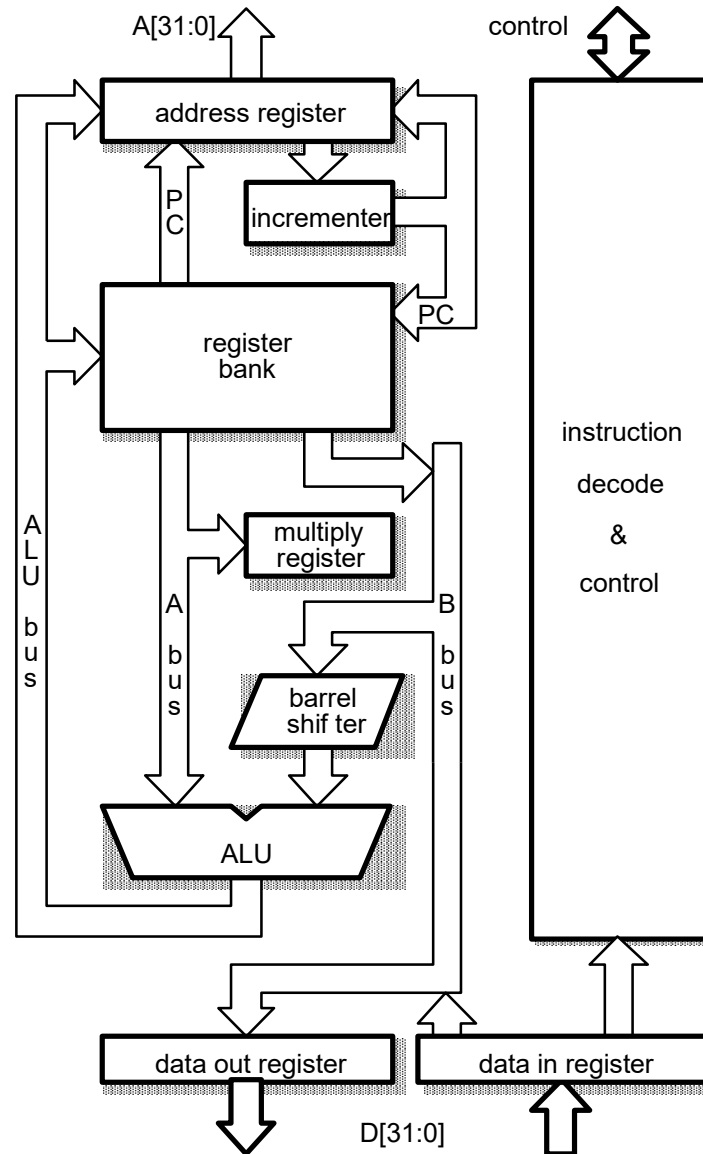 A[31:0]
control
address register
P
C
incrementer
PC
register
bank
instruction
decode
&
control
multiply
register
A
L
U
b
u
s
A
b
u
s
B
b
u
s
barrel
shif ter
ALU
data out register
data in register
D[31:0]